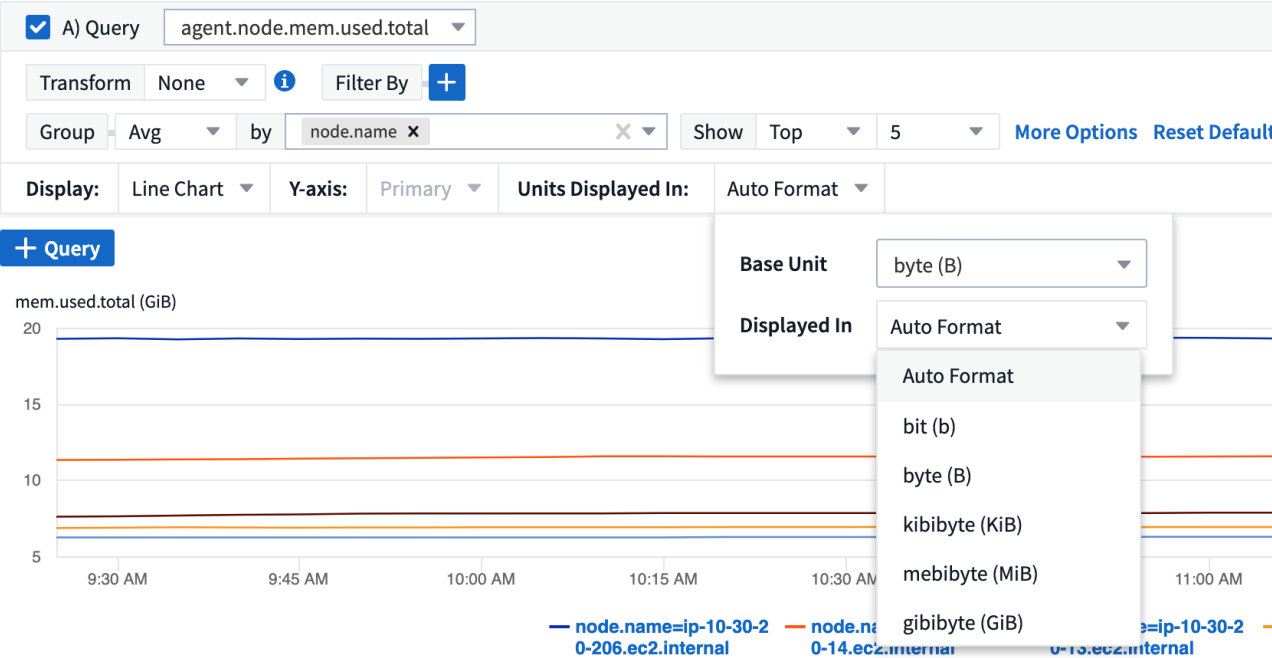 A) Query agent.node.mem.used.total
Transform None Filter By +
Group Avg by node.name Show Top 5 More Options Reset Default
Display: Line Chart Y-axis: Primary Units Displayed In: Auto Format
+ Query
Base Unit byte (B)
Displayed In Auto Format
Auto Format
bit (b)
byte (B)
kibibyte (KiB)
mebibyte (MiB)
gibibyte (GiB)
mem.used.total (GiB)
20
15
10
5
9:30 AM 9:45 AM 10:00 AM 10:15 AM 10:30 AM 11:00 AM
node.name=ip-10-30-2
0-206.ec2.internal
node.na
0-14.ec2.internal
e=ip-10-30-2
0-13.ec2.internal